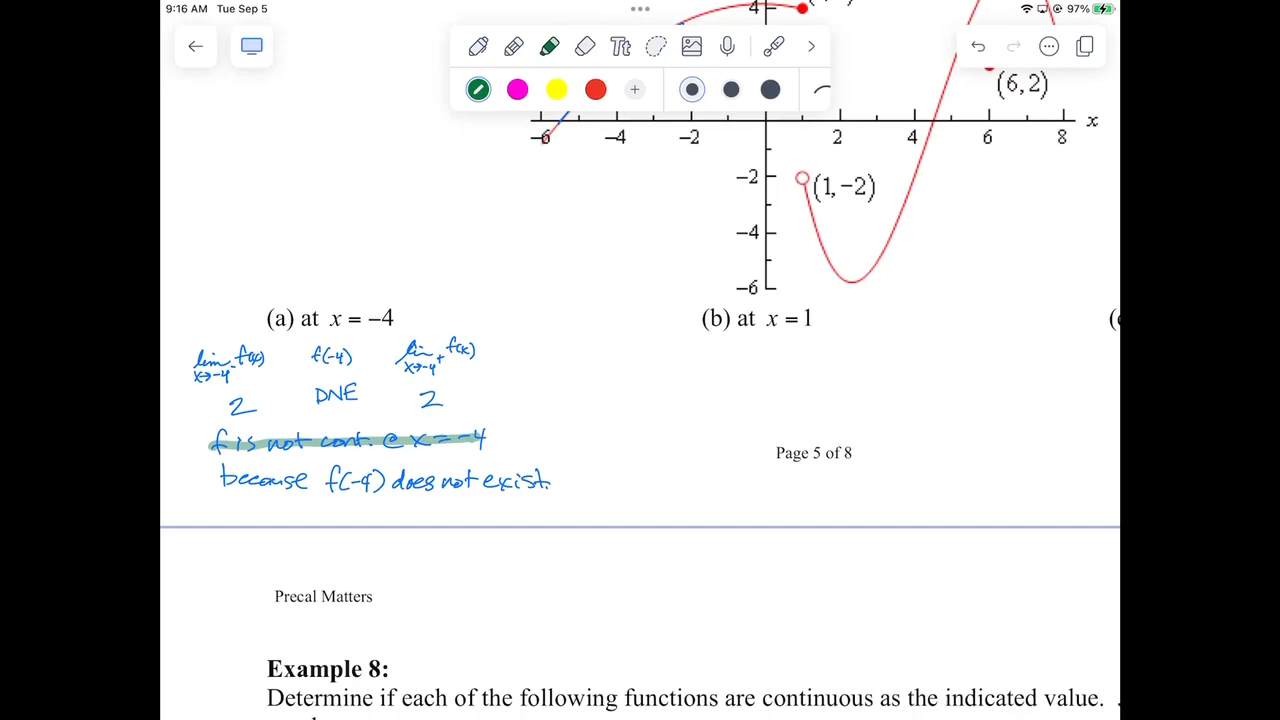 9:16 AM Tue Sep 5
97%
Tt
4
(6,2)
-6 -4 -2 2 4 6 8 x
-2
(1,-2)
-4
-6
(a) at x = -4 (b) at x = 1
lim x→-4⁻ f(x) f(-4) lim x→-4⁺ f(x)
2 DNE 2
f is not cont. @ x = -4
because f(-4) does not exist.
Page 5 of 8
Precal Matters
Example 8:
Determine if each of the following functions are continuous as the indicated value.